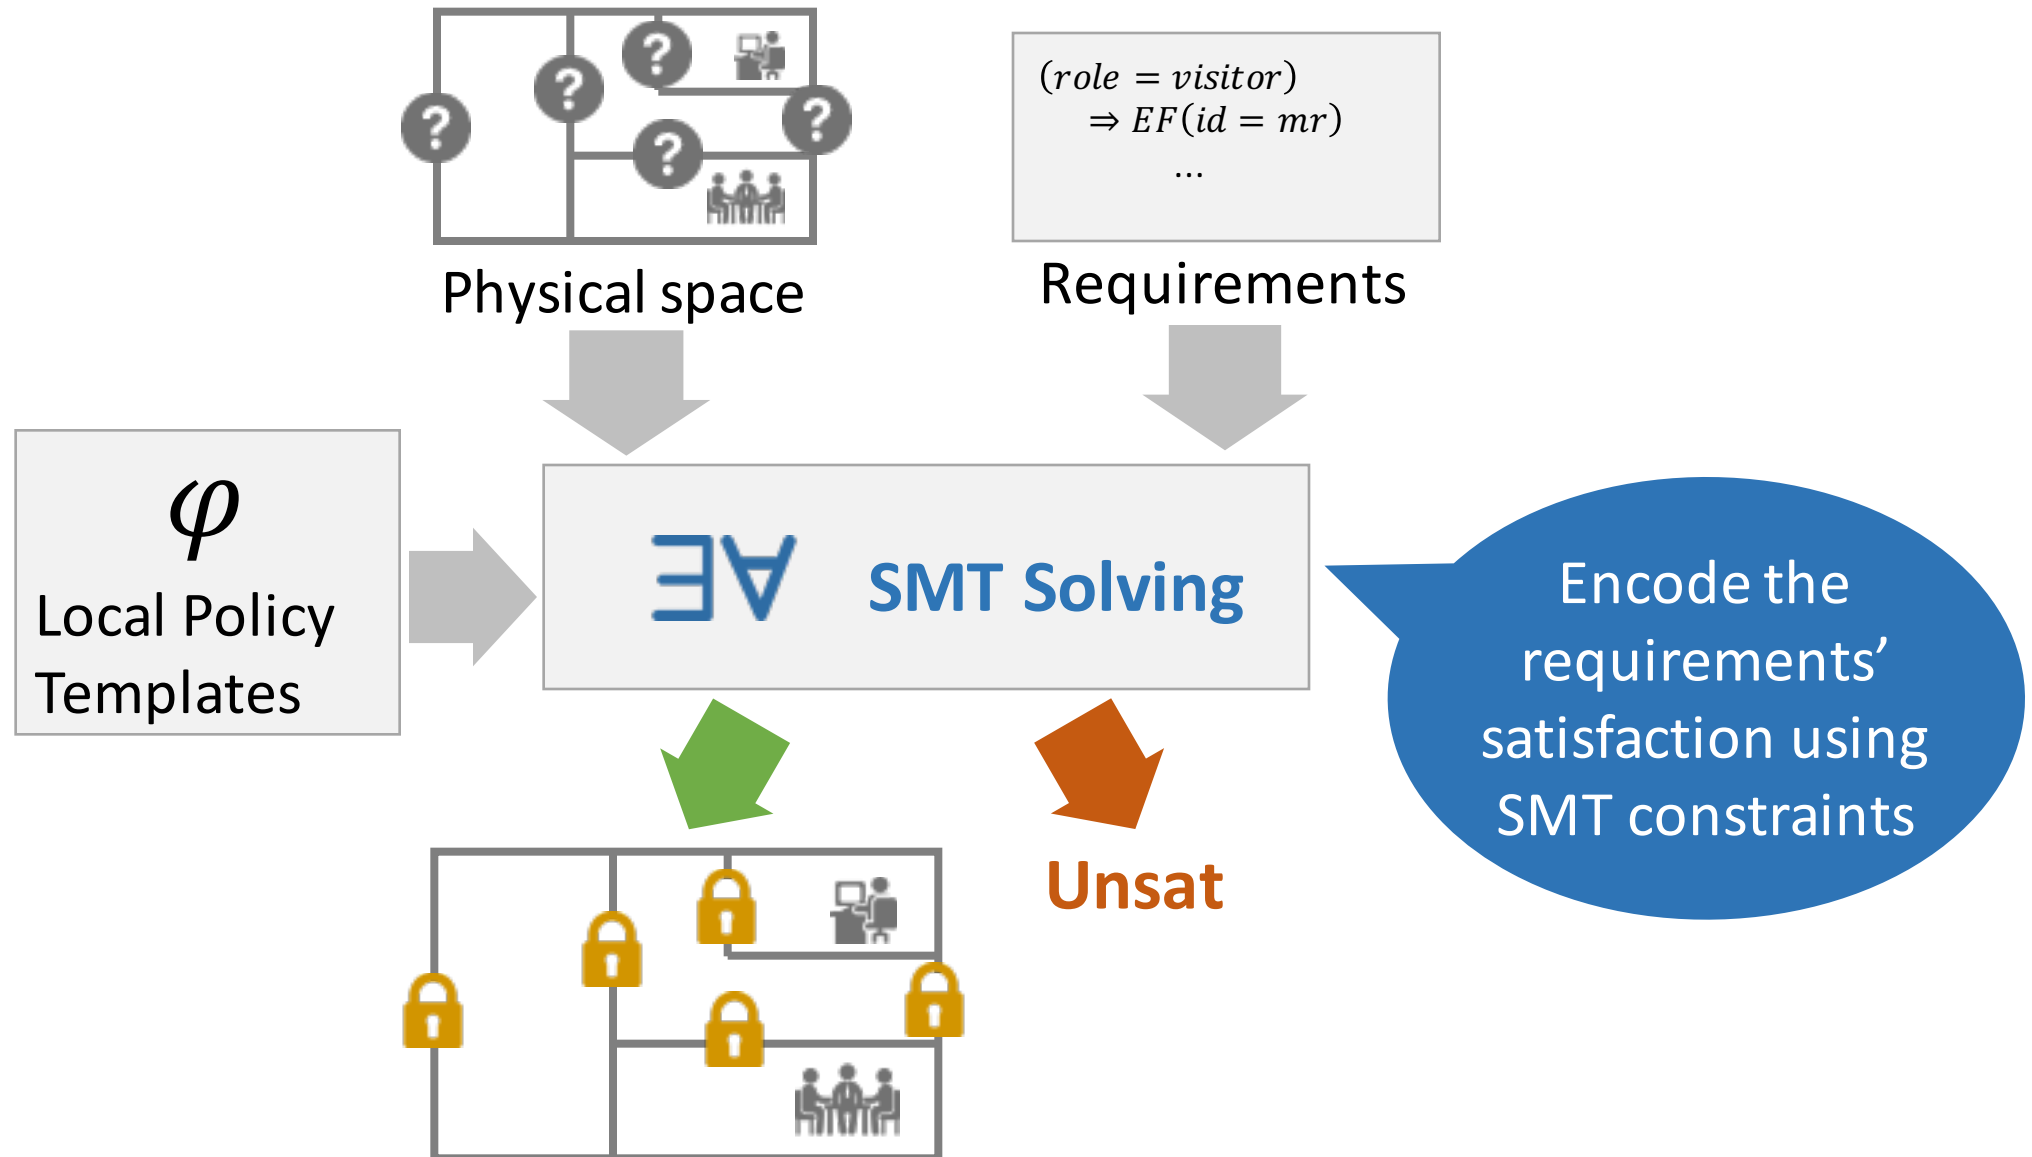 (role = visitor)
⇒ EF(id = mr)
...
Physical space
Requirements
φ
Local Policy
Templates
∃∀ SMT Solving
Encode the
requirements’
satisfaction using
SMT constraints
Unsat